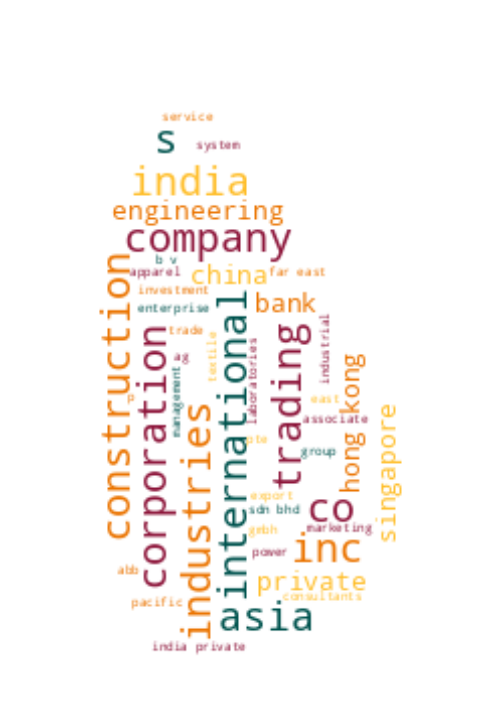 service
s
system
india
engineering
company
b v
apparel
china
far east
construction
investment
enterprise
bank
international
trade
corporation
trading
industrial
textile
ag
laboratories
management
hong kong
p
east
industries
associate
singapore
pte
group
export
co
sdn bhd
marketing
gmbh
inc
power
abb
private
consultants
pacific
asia
india private